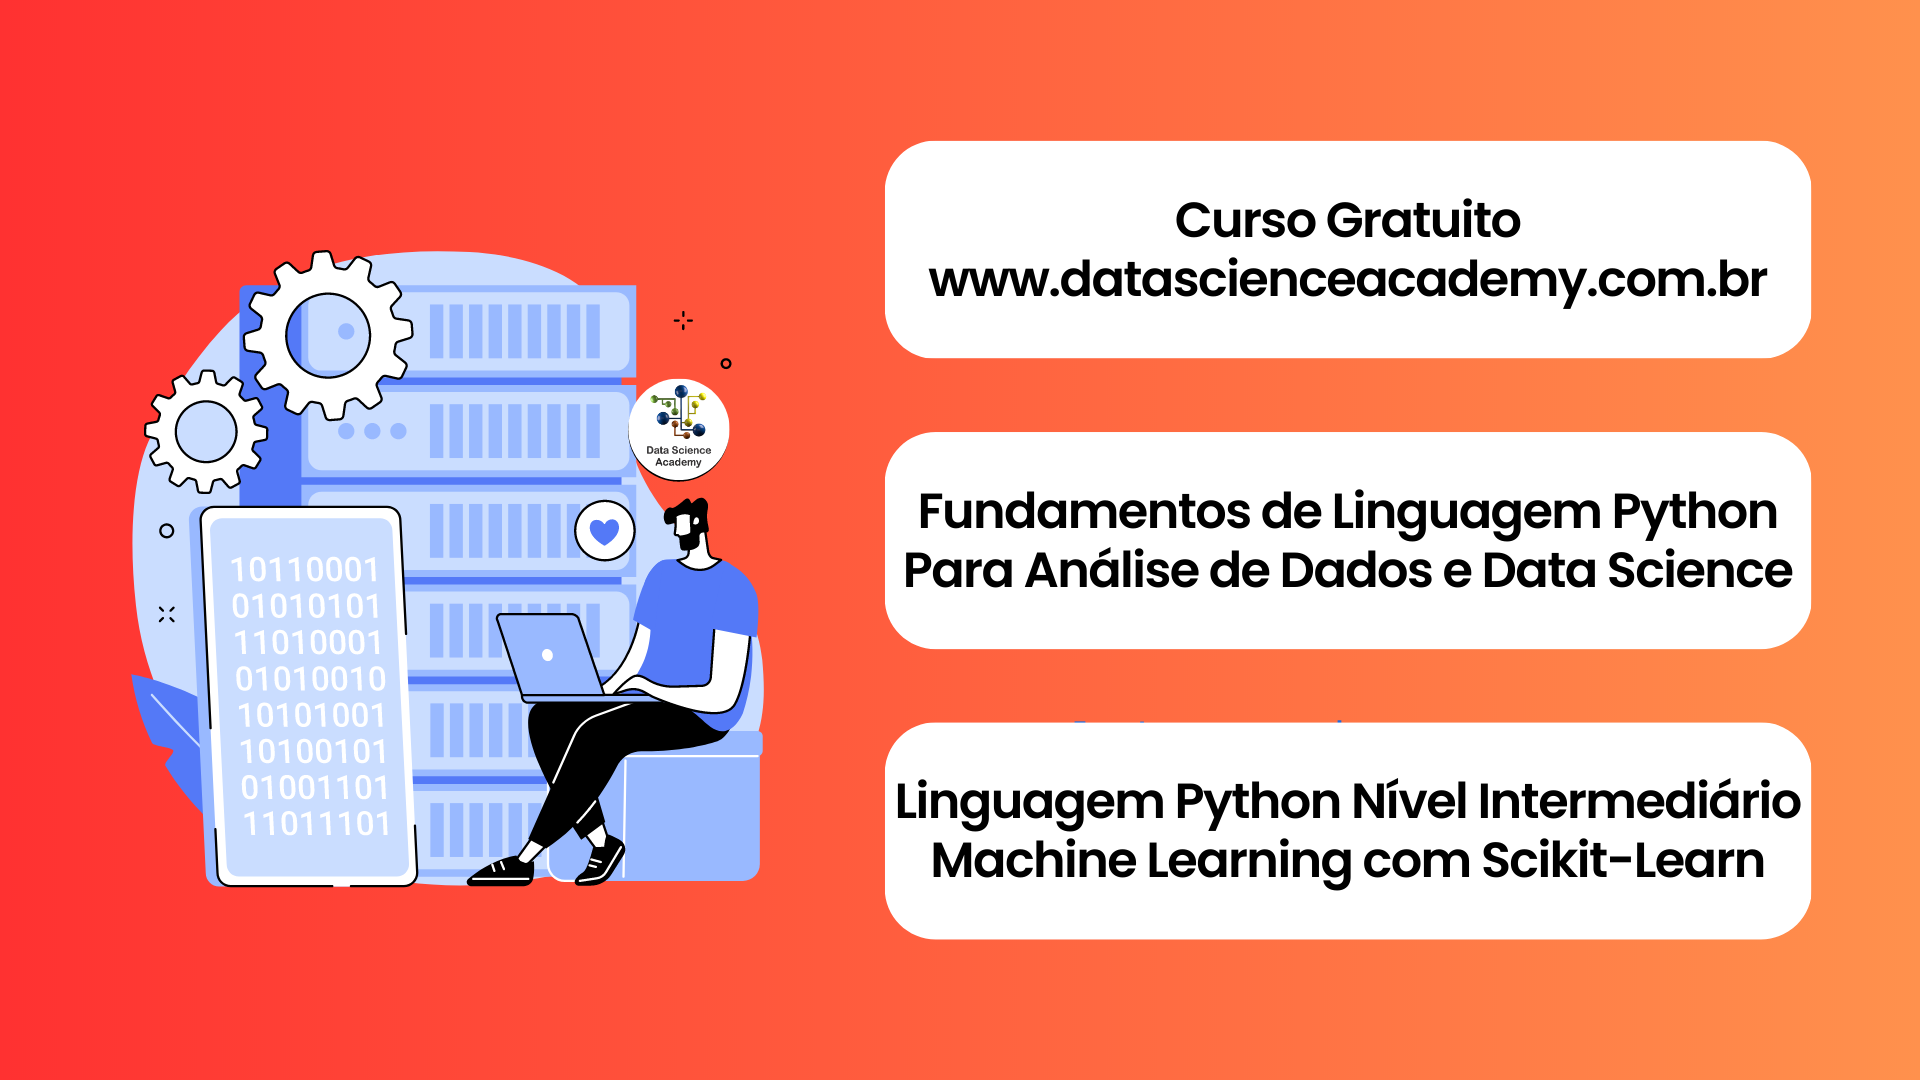 Curso Gratuito
www.datascienceacademy.com.br
Data Science
Academy
Fundamentos de Linguagem Python
Para Análise de Dados e Data Science
10110001
01010101
11010001
01010010
10101001
10100101
01001101
11011101
Linguagem Python Nível Intermediário
Machine Learning com Scikit-Learn